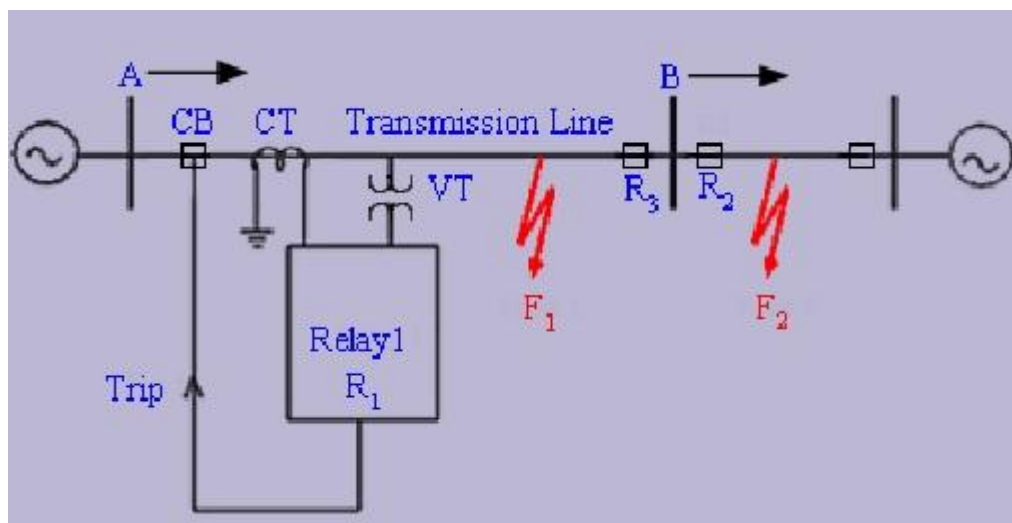 A
B
CB
CT
Transmission Line
VT
R3
R2
F1
F2
Relay1
R1
Trip